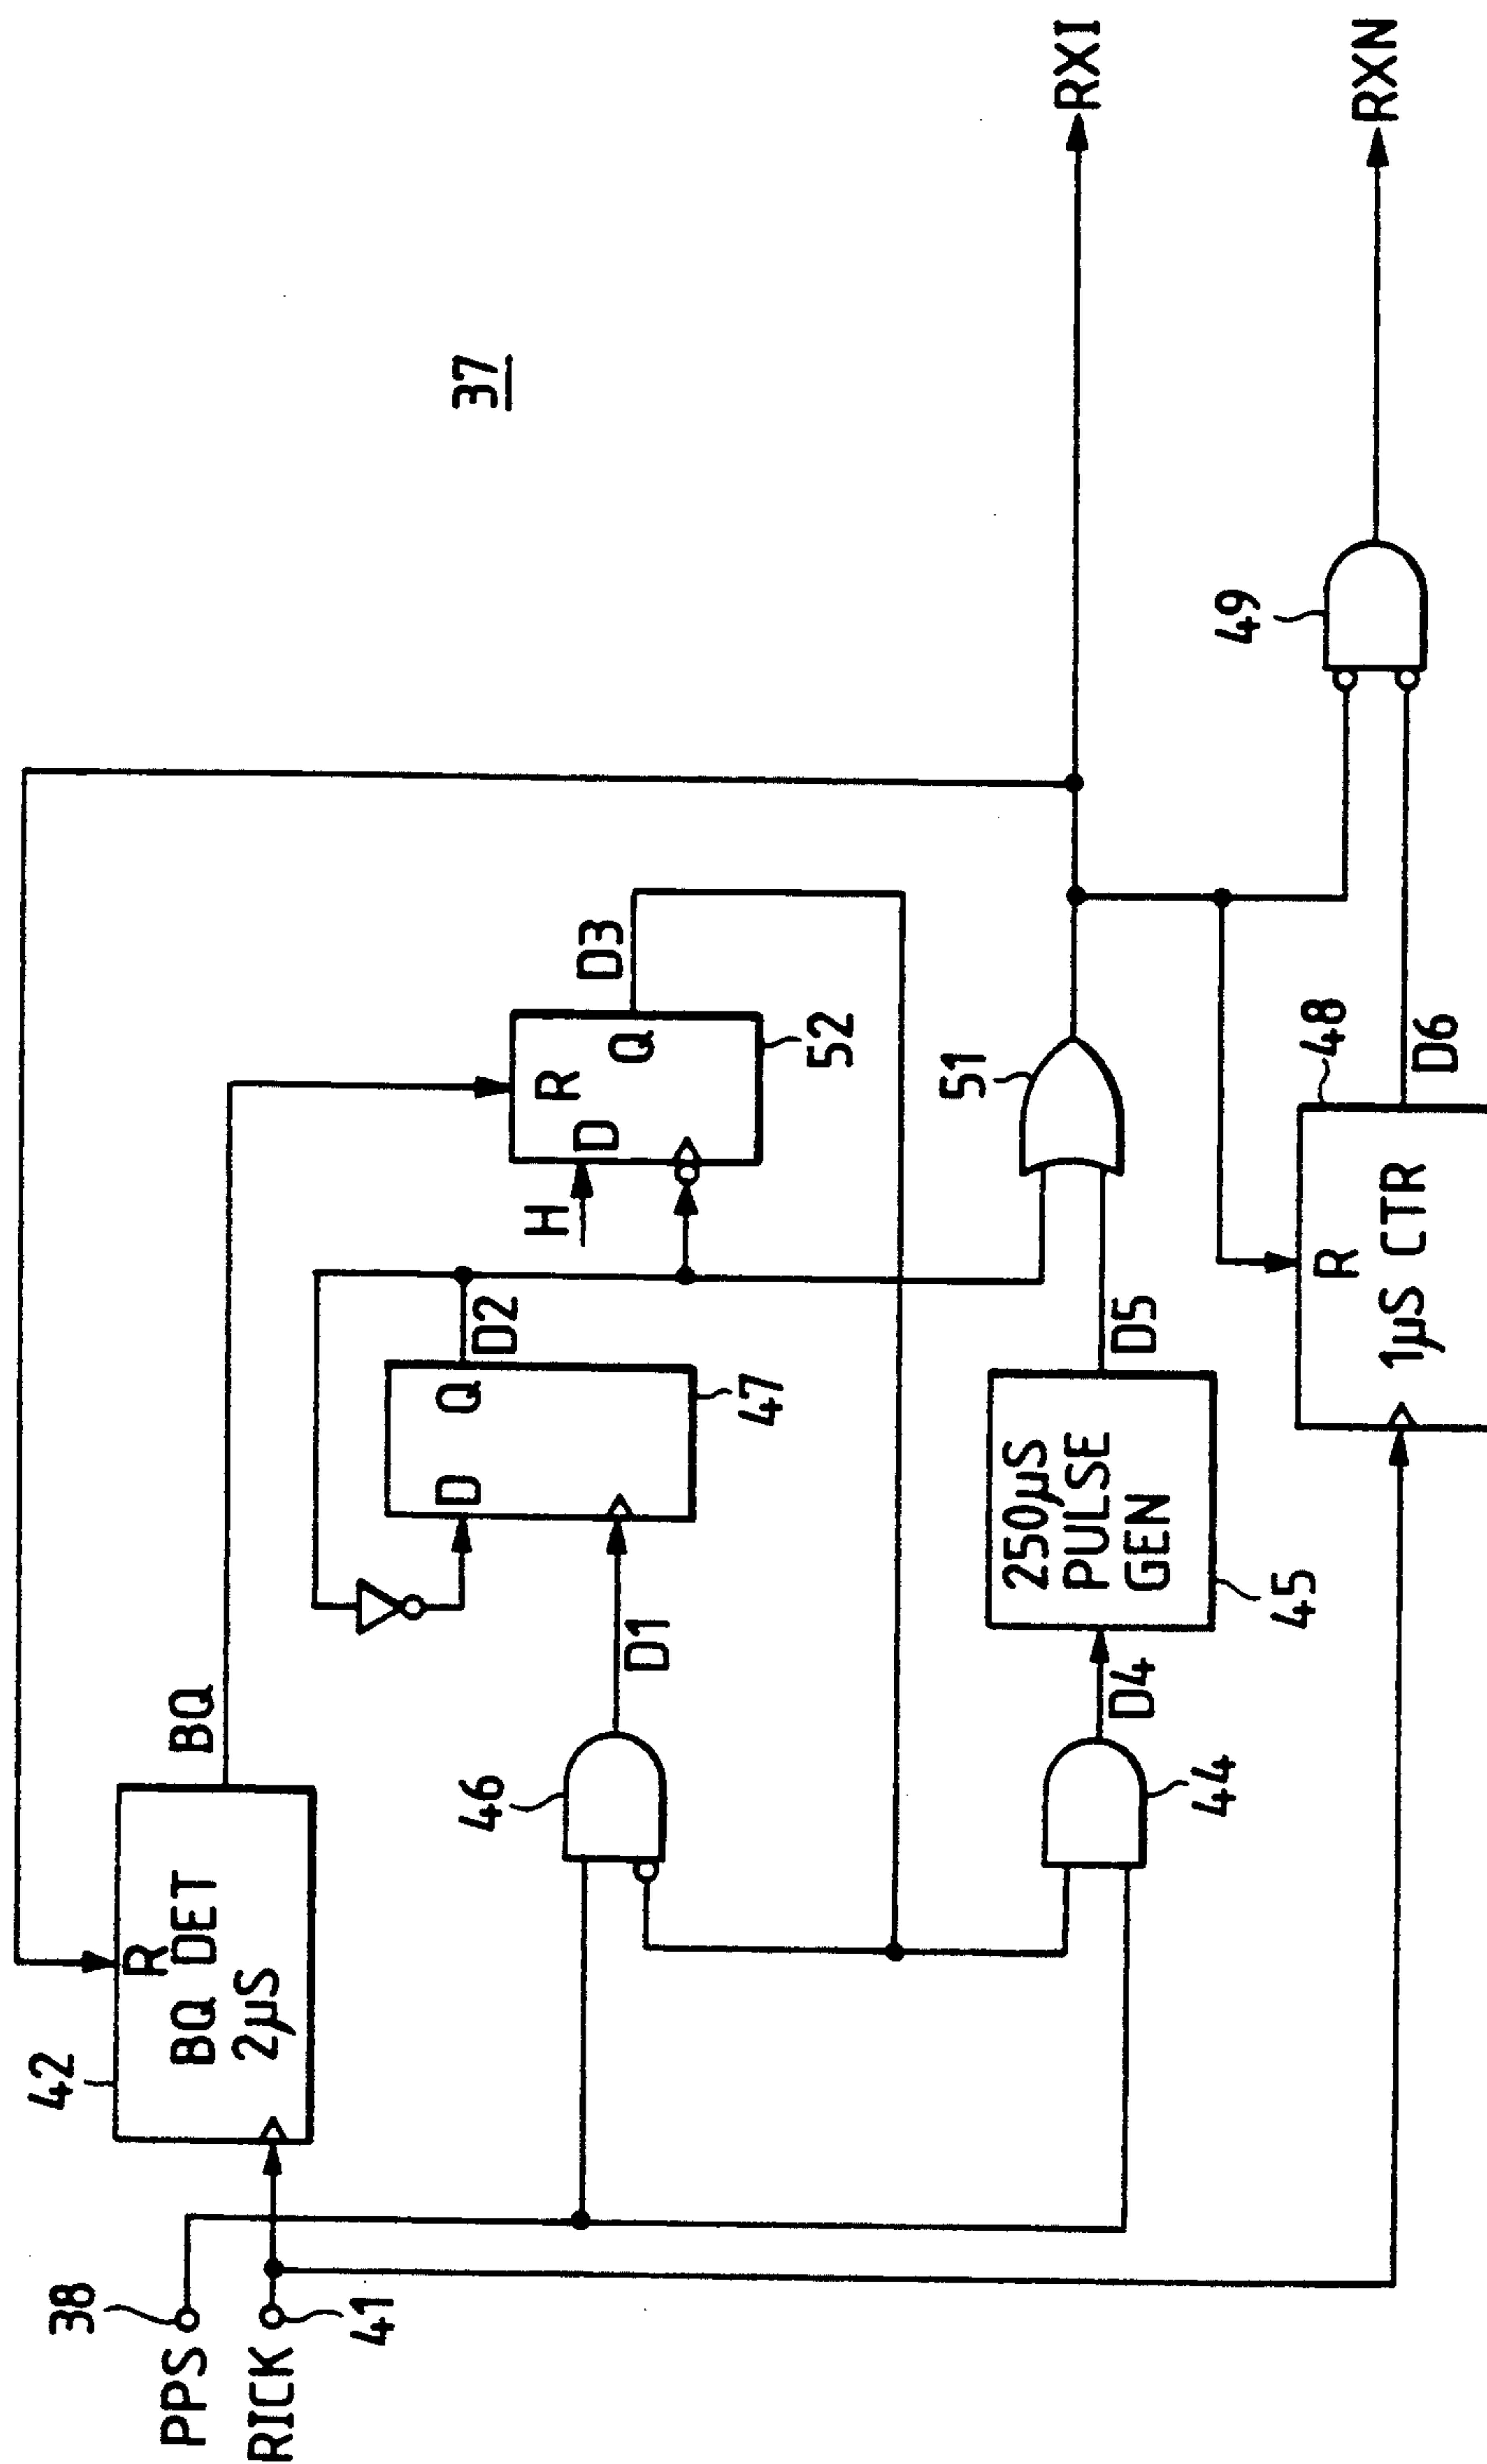 37
38
PPS
RICK
41
42
R
BQ DET
2µS
BQ
46
D1
D
Q
47
D2
H
D
R
Q
52
D3
44
D4
250µS
PULSE
GEN
45
D5
51
R
1µS CTR
48
D6
49
RXI
RXN